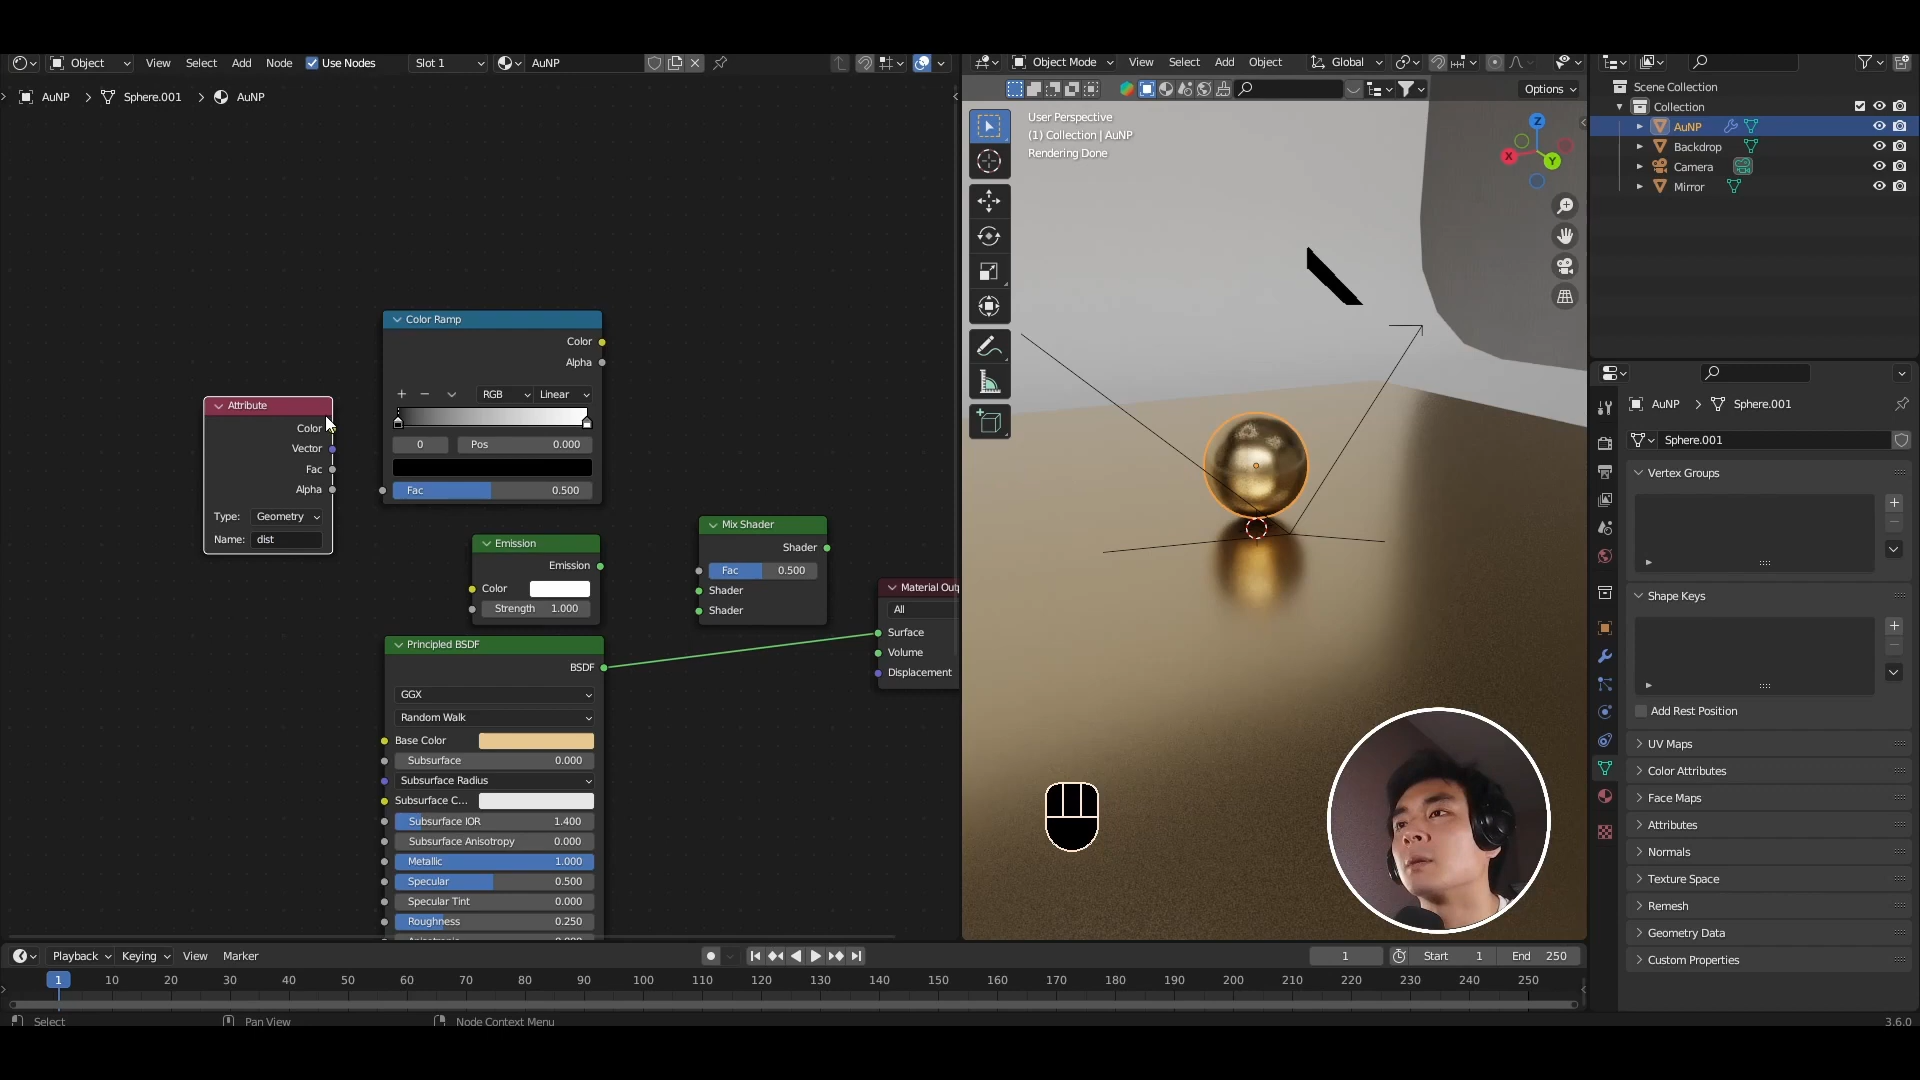 Object
View
Select
Add
Node
Use Nodes
Slot 1
AuNP
AuNP
Sphere.001
AuNP
Object Mode
View
Select
Add
Object
Global
Options
User Perspective
(1) Collection | AuNP
Rendering Done
Z
X
Y
Scene Collection
Collection
AuNP
Backdrop
Camera
Mirror
Color Ramp
Color
Alpha
RGB
Linear
0
Pos 0.000
Fac 0.500
Attribute
Color
Vector
Fac
Alpha
Type: Geometry
Name: dist
Emission
Emission
Color
Strength 1.000
Mix Shader
Shader
Fac 0.500
Shader
Shader
Material Outp
All
Surface
Volume
Displacement
Principled BSDF
BSDF
GGX
Random Walk
Base Color
Subsurface 0.000
Subsurface Radius
Subsurface C...
Subsurface IOR 1.400
Subsurface Anisotropy 0.000
Metallic 1.000
Specular 0.500
Specular Tint 0.000
Roughness 0.250
AuNP
Sphere.001
Sphere.001
Vertex Groups
Shape Keys
Add Rest Position
UV Maps
Color Attributes
Face Maps
Attributes
Normals
Texture Space
Remesh
Geometry Data
Custom Properties
Playback
Keying
View
Marker
1
Start 1
End 250
1 10 20 30 40 50 60 70 80 90 100 110 120 130 140 150 160 170 180 190 200 210 220 230 240 250
Select
Pan View
Node Context Menu
3.6.0